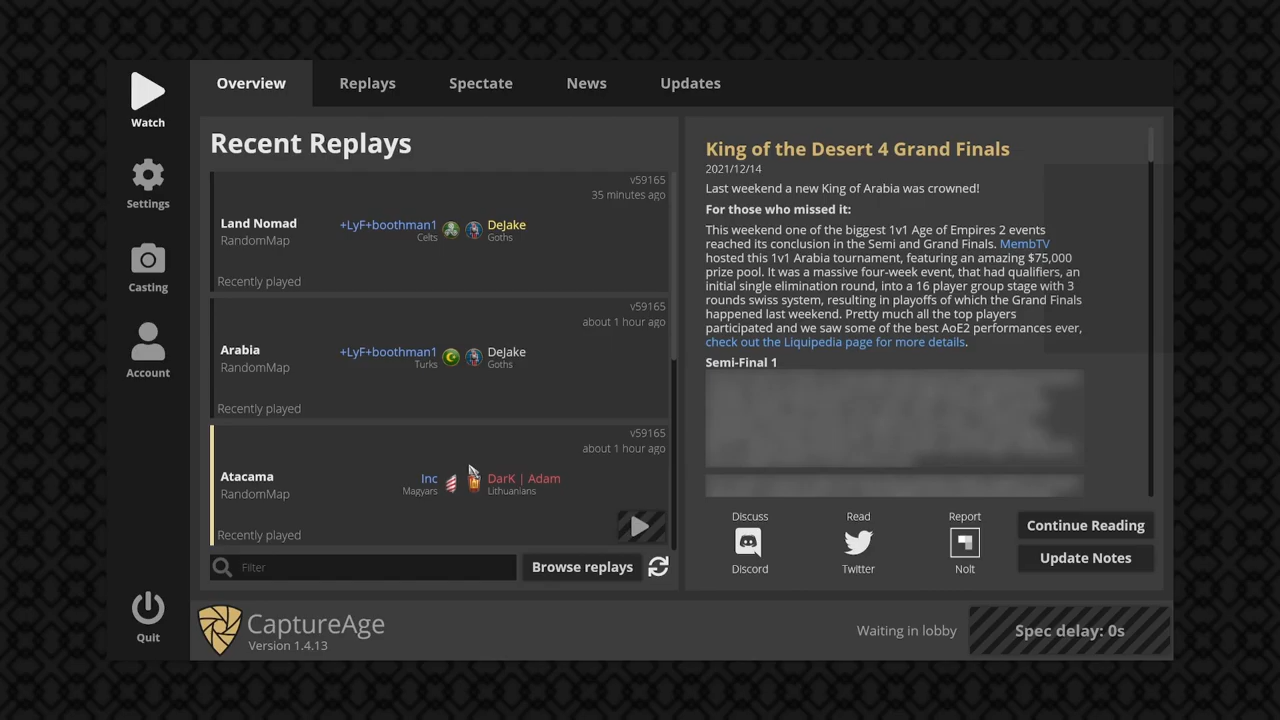 Watch
Settings
Casting
Account
Quit
Overview
Replays
Spectate
News
Updates
Recent Replays
v59165
35 minutes ago
Land Nomad
RandomMap
+LyF+boothman1
Celts
DeJake
Goths
Recently played
v59165
about 1 hour ago
Arabia
RandomMap
+LyF+boothman1
Turks
DeJake
Goths
Recently played
v59165
about 1 hour ago
Atacama
RandomMap
Inc
Magyars
DarK | Adam
Lithuanians
Recently played
Filter
Browse replays
King of the Desert 4 Grand Finals
2021/12/14
Last weekend a new King of Arabia was crowned!
For those who missed it:
This weekend one of the biggest 1v1 Age of Empires 2 events
reached its conclusion in the Semi and Grand Finals. MembTV
hosted this 1v1 Arabia tournament, featuring an amazing $75,000
prize pool. It was a massive four-week event, that had qualifiers, an
initial single elimination round, into a 16 player group stage with 3
rounds swiss system, resulting in playoffs of which the Grand Finals
happened last weekend. Pretty much all the top players
participated and we saw some of the best AoE2 performances ever,
check out the Liquipedia page for more details.
Semi-Final 1
Discuss
Discord
Read
Twitter
Report
Nolt
Continue Reading
Update Notes
CaptureAge
Version 1.4.13
Waiting in lobby
Spec delay: 0s